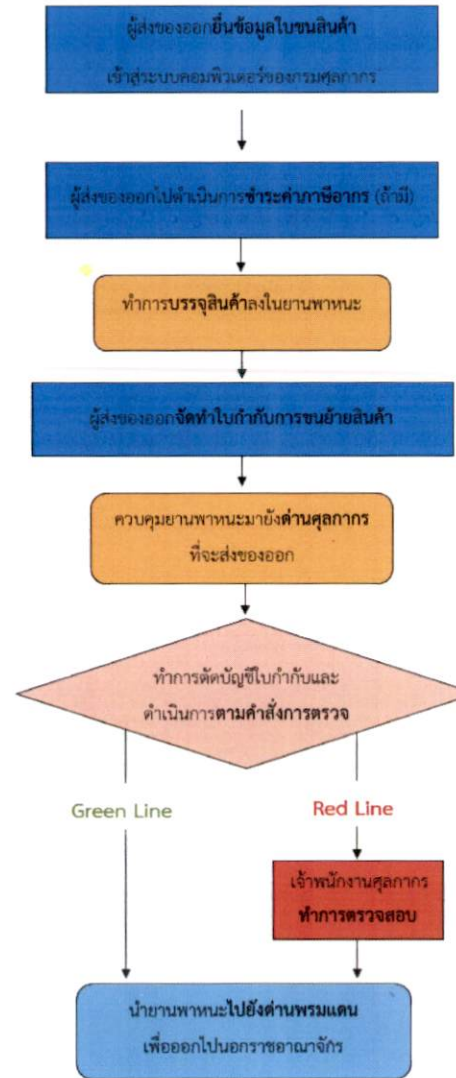 ผู้ส่งของออกยื่นข้อมูลใบขนสินค้า
เข้าสู่ระบบคอมพิวเตอร์ของกรมศุลกากร
ผู้ส่งของออกไปดำเนินการชำระค่าภาษีอากร (ถ้ามี)
ทำการบรรจุสินค้าลงในยานพาหนะ
ผู้ส่งของออกจัดทำใบกำกับการขนย้ายสินค้า
ควบคุมยานพาหนะมายังด่านศุลกากร
ที่จะส่งของออก
ทำการตัดบัญชีใบกำกับและ
ดำเนินการตามคำสั่งการตรวจ
Green Line
Red Line
เจ้าพนักงานศุลกากร
ทำการตรวจสอบ
นำยานพาหนะไปยังด่านพรมแดน
เพื่อออกไปนอกราชอาณาจักร